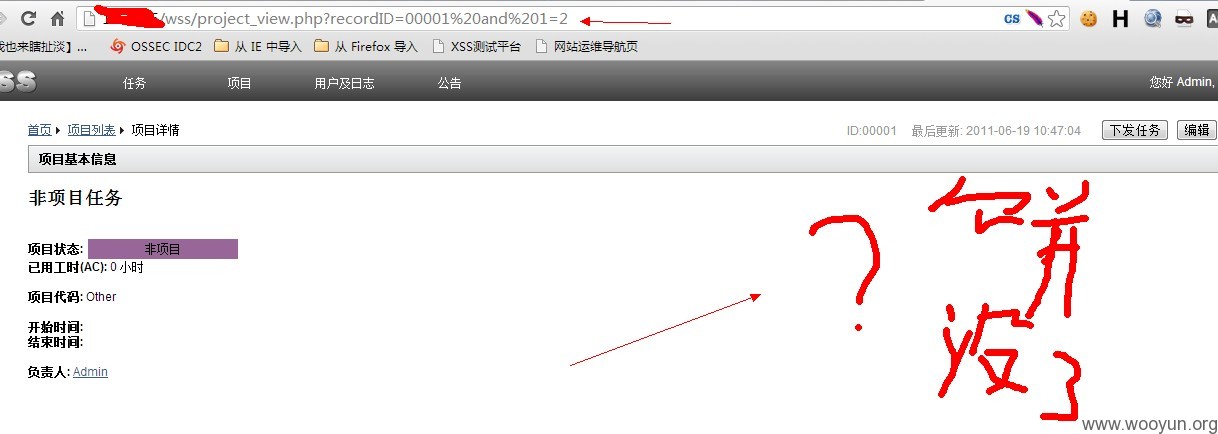 /wss/project_view.php?recordID=00001%20and%201=2
CS
H
我也来瞎扯淡】... OSSEC IDC2 从 IE 中导入 从 Firefox 导入 XSS测试平台 网站运维导航页
SS 任务 项目 用户及日志 公告 您好 Admin,
首页 项目列表 项目详情 ID:00001 最后更新: 2011-06-19 10:47:04 下发任务 编辑
项目基本信息
非项目任务
?
项目状态: 非项目
已用工时(AC): 0 小时
项目代码: Other
开始时间:
结束时间:
没了
负责人: Admin
www.wooyun.org